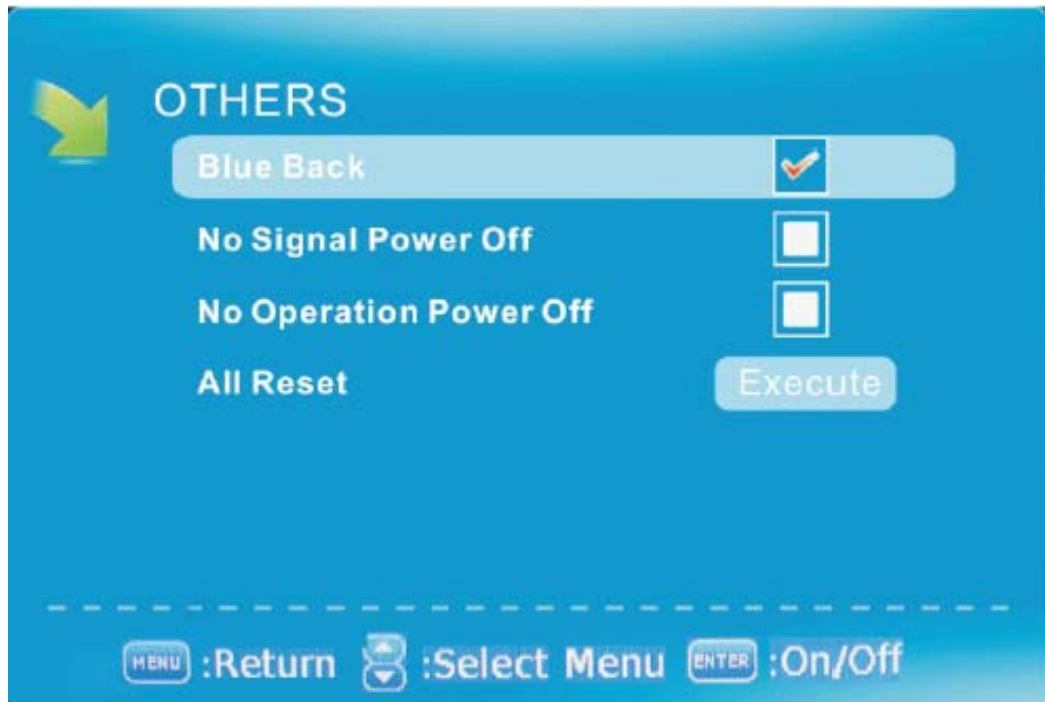 OTHERS
Blue Back
No Signal Power Off
No Operation Power Off
All Reset Execute
MENU :Return :Select Menu ENTER :On/Off